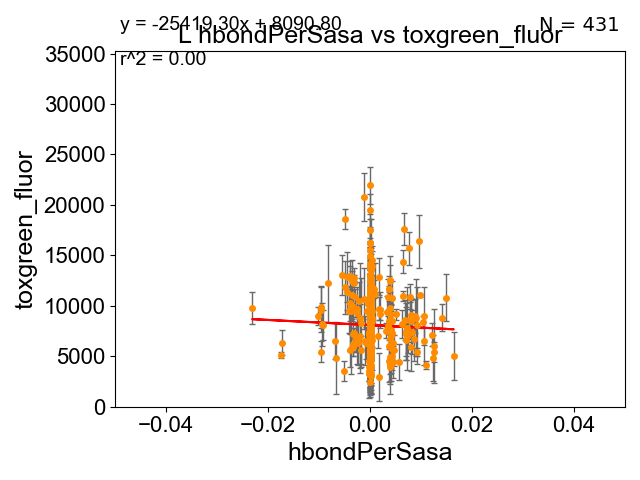 y = -25419.30x + 8090.80
N = 431
L hbondPerSasa vs toxgreen_fluor
r^2 = 0.00
35000
30000
25000
20000
15000
10000
5000
0
toxgreen_fluor
−0.04
−0.02
0.00
0.02
0.04
hbondPerSasa